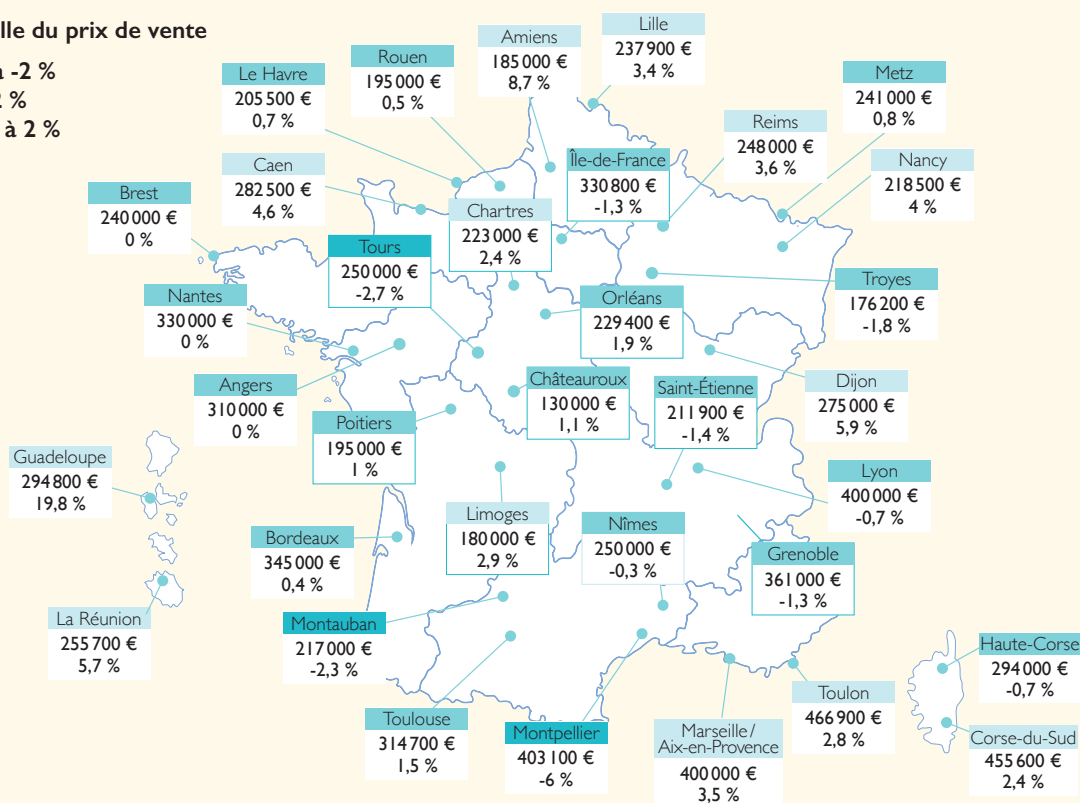 lle du prix de vente
à -2 %
2 %
à 2 %
Lille
237 900 €
3,4 %
Amiens
185 000 €
8,7 %
Rouen
195 000 €
0,5 %
Le Havre
205 500 €
0,7 %
Metz
241 000 €
0,8 %
Reims
248 000 €
3,6 %
Nancy
218 500 €
4 %
Île-de-France
330 800 €
-1,3 %
Caen
282 500 €
4,6 %
Brest
240 000 €
0 %
Chartres
223 000 €
2,4 %
Tours
250 000 €
-2,7 %
Troyes
176 200 €
-1,8 %
Nantes
330 000 €
0 %
Orléans
229 400 €
1,9 %
Angers
310 000 €
0 %
Châteauroux
130 000 €
1,1 %
Saint-Étienne
211 900 €
-1,4 %
Dijon
275 000 €
5,9 %
Poitiers
195 000 €
1 %
Guadeloupe
294 800 €
19,8 %
Lyon
400 000 €
-0,7 %
Limoges
180 000 €
2,9 %
Nîmes
250 000 €
-0,3 %
Bordeaux
345 000 €
0,4 %
Grenoble
361 000 €
-1,3 %
La Réunion
255 700 €
5,7 %
Montauban
217 000 €
-2,3 %
Haute-Corse
294 000 €
-0,7 %
Toulon
466 900 €
2,8 %
Toulouse
314 700 €
1,5 %
Montpellier
403 100 €
-6 %
Marseille /
Aix-en-Provence
400 000 €
3,5 %
Corse-du-Sud
455 600 €
2,4 %